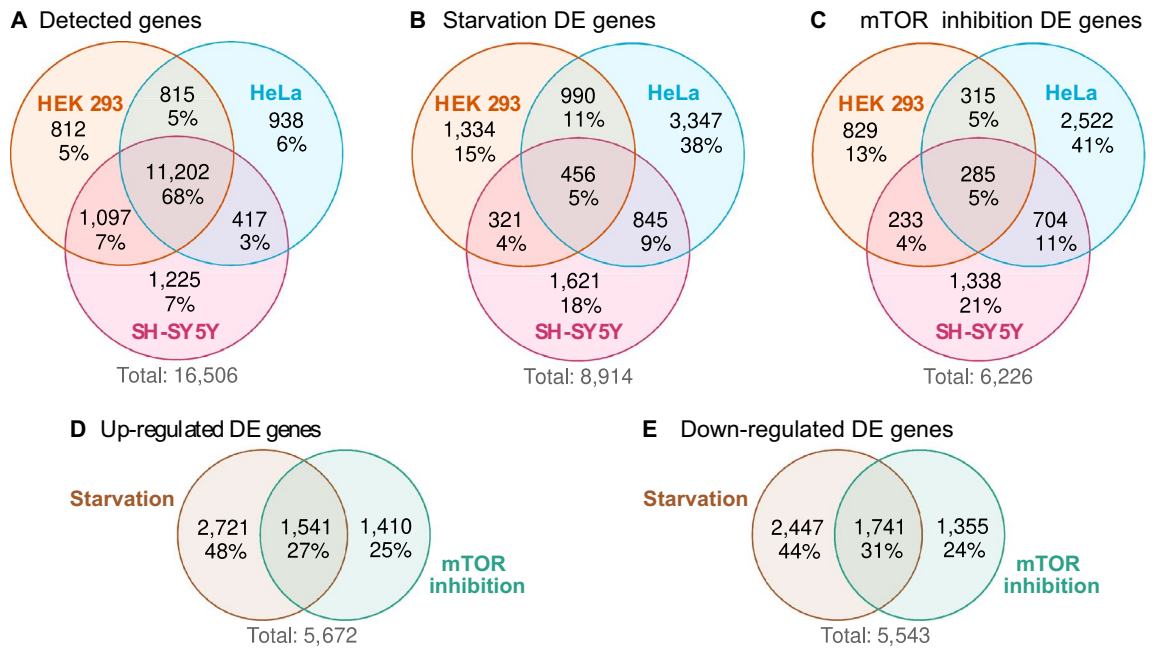 A Detected genes
HEK 293
812
5%
815
5%
HeLa
938
6%
11,202
68%
1,097
7%
417
3%
1,225
7%
SH-SY5Y
Total: 16,506
B Starvation DE genes
HEK 293
1,334
15%
990
11%
HeLa
3,347
38%
456
5%
321
4%
845
9%
1,621
18%
SH-SY5Y
Total: 8,914
C mTOR inhibition DE genes
HEK 293
829
13%
315
5%
HeLa
2,522
41%
285
5%
233
4%
704
11%
1,338
21%
SH-SY5Y
Total: 6,226
D Up-regulated DE genes
Starvation
2,721
48%
1,541
27%
1,410
25%
mTOR
inhibition
Total: 5,672
E Down-regulated DE genes
Starvation
2,447
44%
1,741
31%
1,355
24%
mTOR
inhibition
Total: 5,543